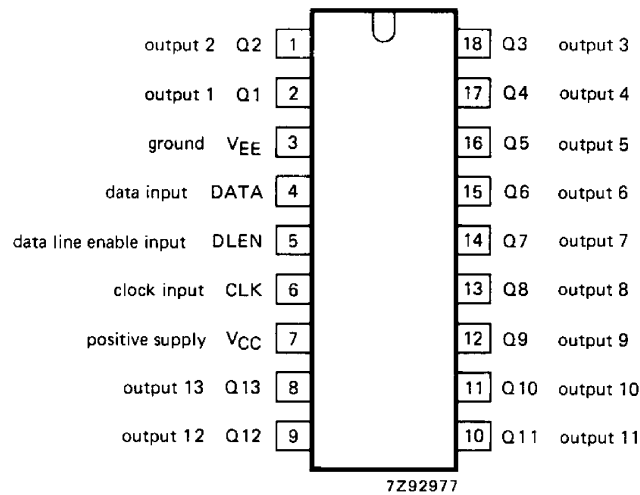 output 2 Q2 1 18 Q3 output 3
output 1 Q1 2 17 Q4 output 4
ground VEE 3 16 Q5 output 5
data input DATA 4 15 Q6 output 6
data line enable input DLEN 5 14 Q7 output 7
clock input CLK 6 13 Q8 output 8
positive supply VCC 7 12 Q9 output 9
output 13 Q13 8 11 Q10 output 10
output 12 Q12 9 10 Q11 output 11
7Z92977